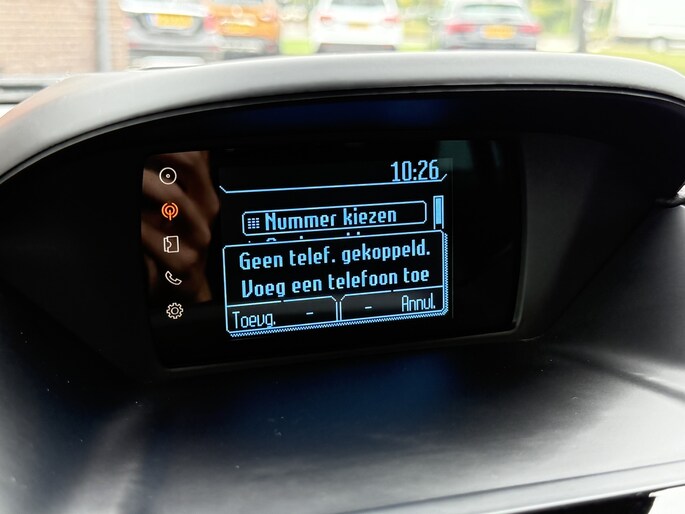 10:26
Nummer kiezen
Geen telef. gekoppeld.
Voeg een telefoon toe
Toevg. - - Annul.